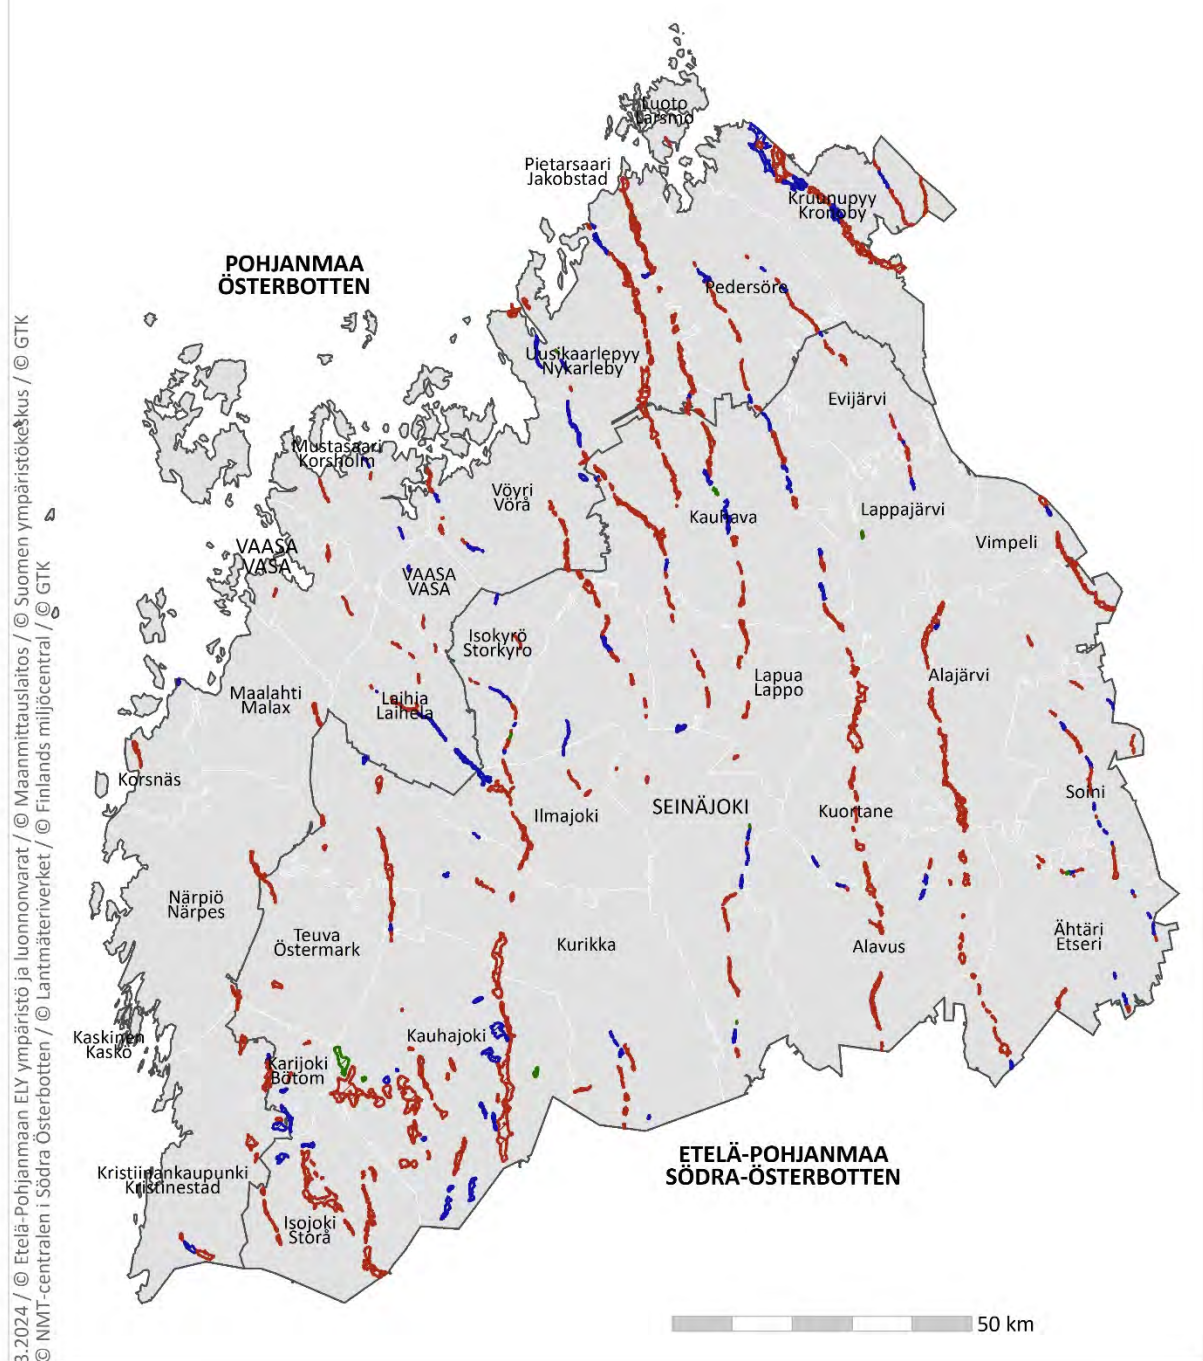 Luoto
Larsmo
Pietarsaari
Jakobstad
Kruunupyy
Kronoby
POHJANMAA
ÖSTERBOTTEN
Pedersöre
Uusikaarlepyy
Nykarleby
Evijärvi
Mustasaari
Korsholm
Vöyri
Vörå
Kauhava
Lappajärvi
Vimpeli
VAASA
VASA
VAASA
VASA
Isokyrö
Storkyro
Lapua
Lappo
Alajärvi
Maalahti
Malax
Laihia
Laihela
Korsnäs
Ilmajoki
SEINÄJOKI
Kuortane
Soini
Närpiö
Närpes
Teuva
Östermark
Kurikka
Alavus
Ähtäri
Etseri
Kaskinen
Kaskö
Kauhajoki
Karijoki
Bötom
ETELÄ-POHJANMAA
SÖDRA-ÖSTERBOTTEN
Kristiinankaupunki
Kristinestad
Isojoki
Storå
50 km
3.2024 / © Etelä-Pohjanmaan ELY ympäristö ja luonnonvarat / © Maanmittauslaitos / © Suomen ympäristökeskus / © GTK
© NMT-centralen i Södra Österbotten / © Lantmäteriverket / © Finlands miljöcentral / © GTK